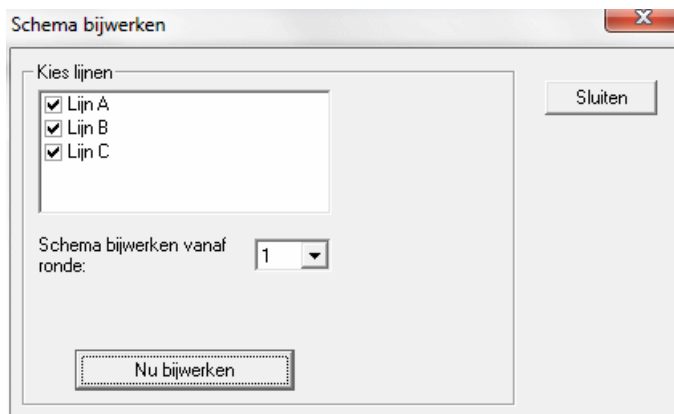 Schema bijwerken
Kies lijnen
Lijn A
Lijn B
Lijn C
Sluiten
Schema bijwerken vanaf
ronde:
1
Nu bijwerken